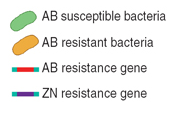 AB susceptible bacteria
AB resistant bacteria
AB resistance gene
ZN resistance gene